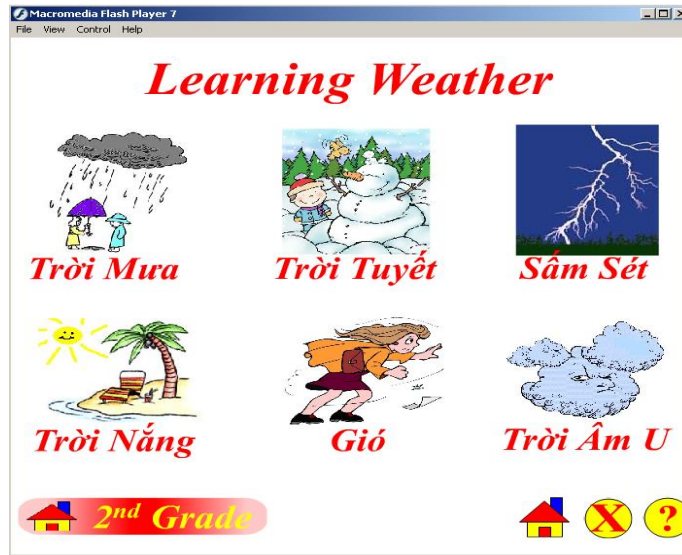 Macromedia Flash Player 7
File View Control Help
Learning Weather
Trời Mưa Trời Tuyết Sấm Sét
Trời Nắng Gió Trời Âm U
2nd Grade X ?